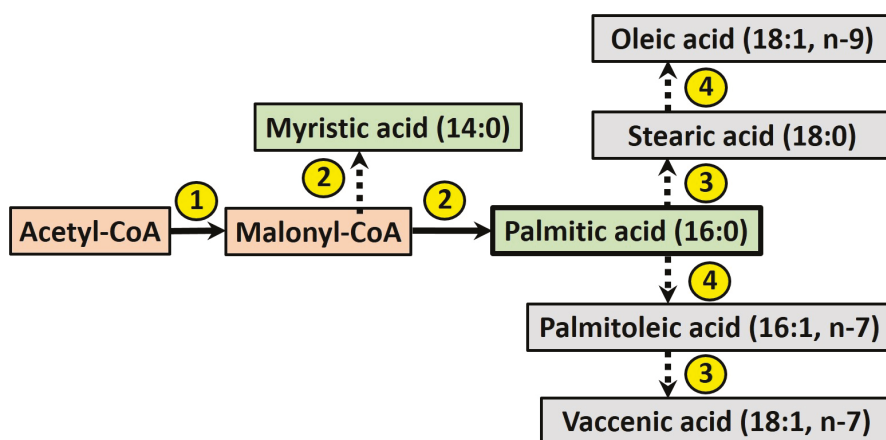 Oleic acid (18:1, n-9)
4
Myristic acid (14:0)
Stearic acid (18:0)
2
3
1
2
Acetyl-CoA
Malonyl-CoA
Palmitic acid (16:0)
4
Palmitoleic acid (16:1, n-7)
3
Vaccenic acid (18:1, n-7)